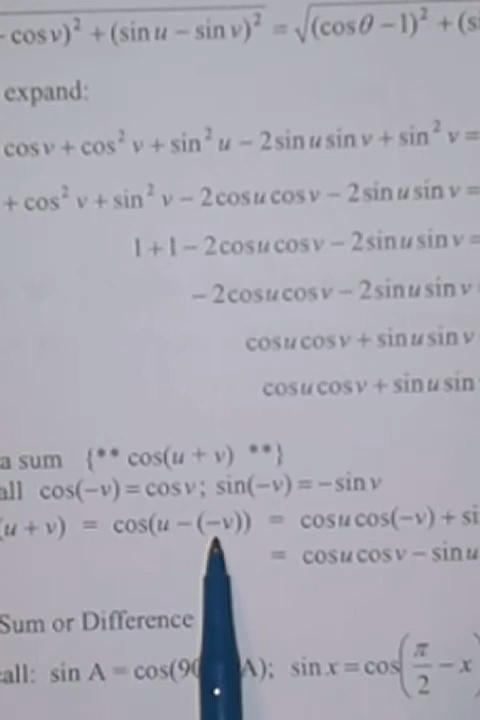 - cos v)² + (sin u − sin v)² = √(cos θ − 1)² + (s
expand:
cos v + cos² v + sin² u − 2 sin u sin v + sin² v =
+ cos² v + sin² v − 2 cos u cos v − 2 sin u sin v =
1 + 1 − 2 cos u cos v − 2 sin u sin v =
− 2 cos u cos v − 2 sin u sin v
cos u cos v + sin u sin v
cos u cos v + sin u sin
a sum {** cos(u + v) **}
all cos(−v) = cos v; sin(−v) = −sin v
(u + v) = cos(u − (−v)) = cos u cos(−v) + si
= cos u cos v − sin u
Sum or Difference
all: sin A = cos(90 A); sin x = cos(π/2 − x)